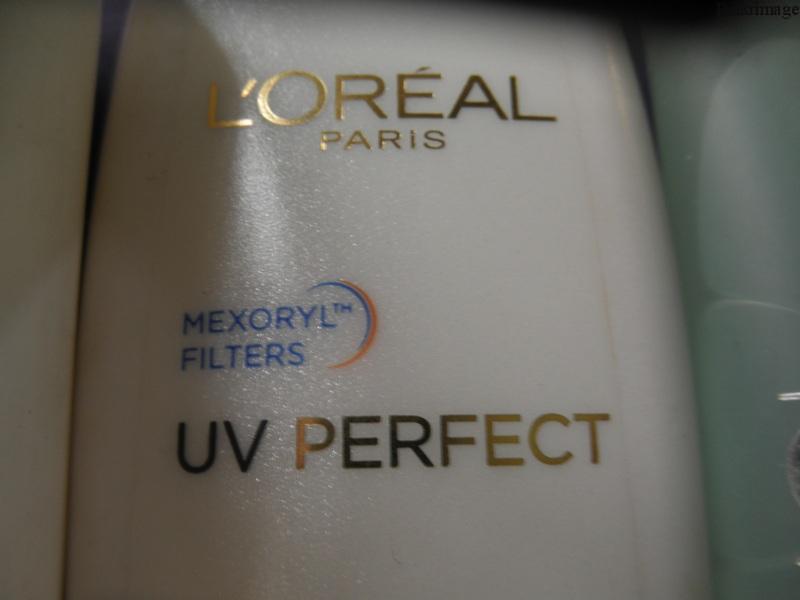 L'ORÉAL
PARiS
MEXORYL™
FILTERS
UV PERFECT